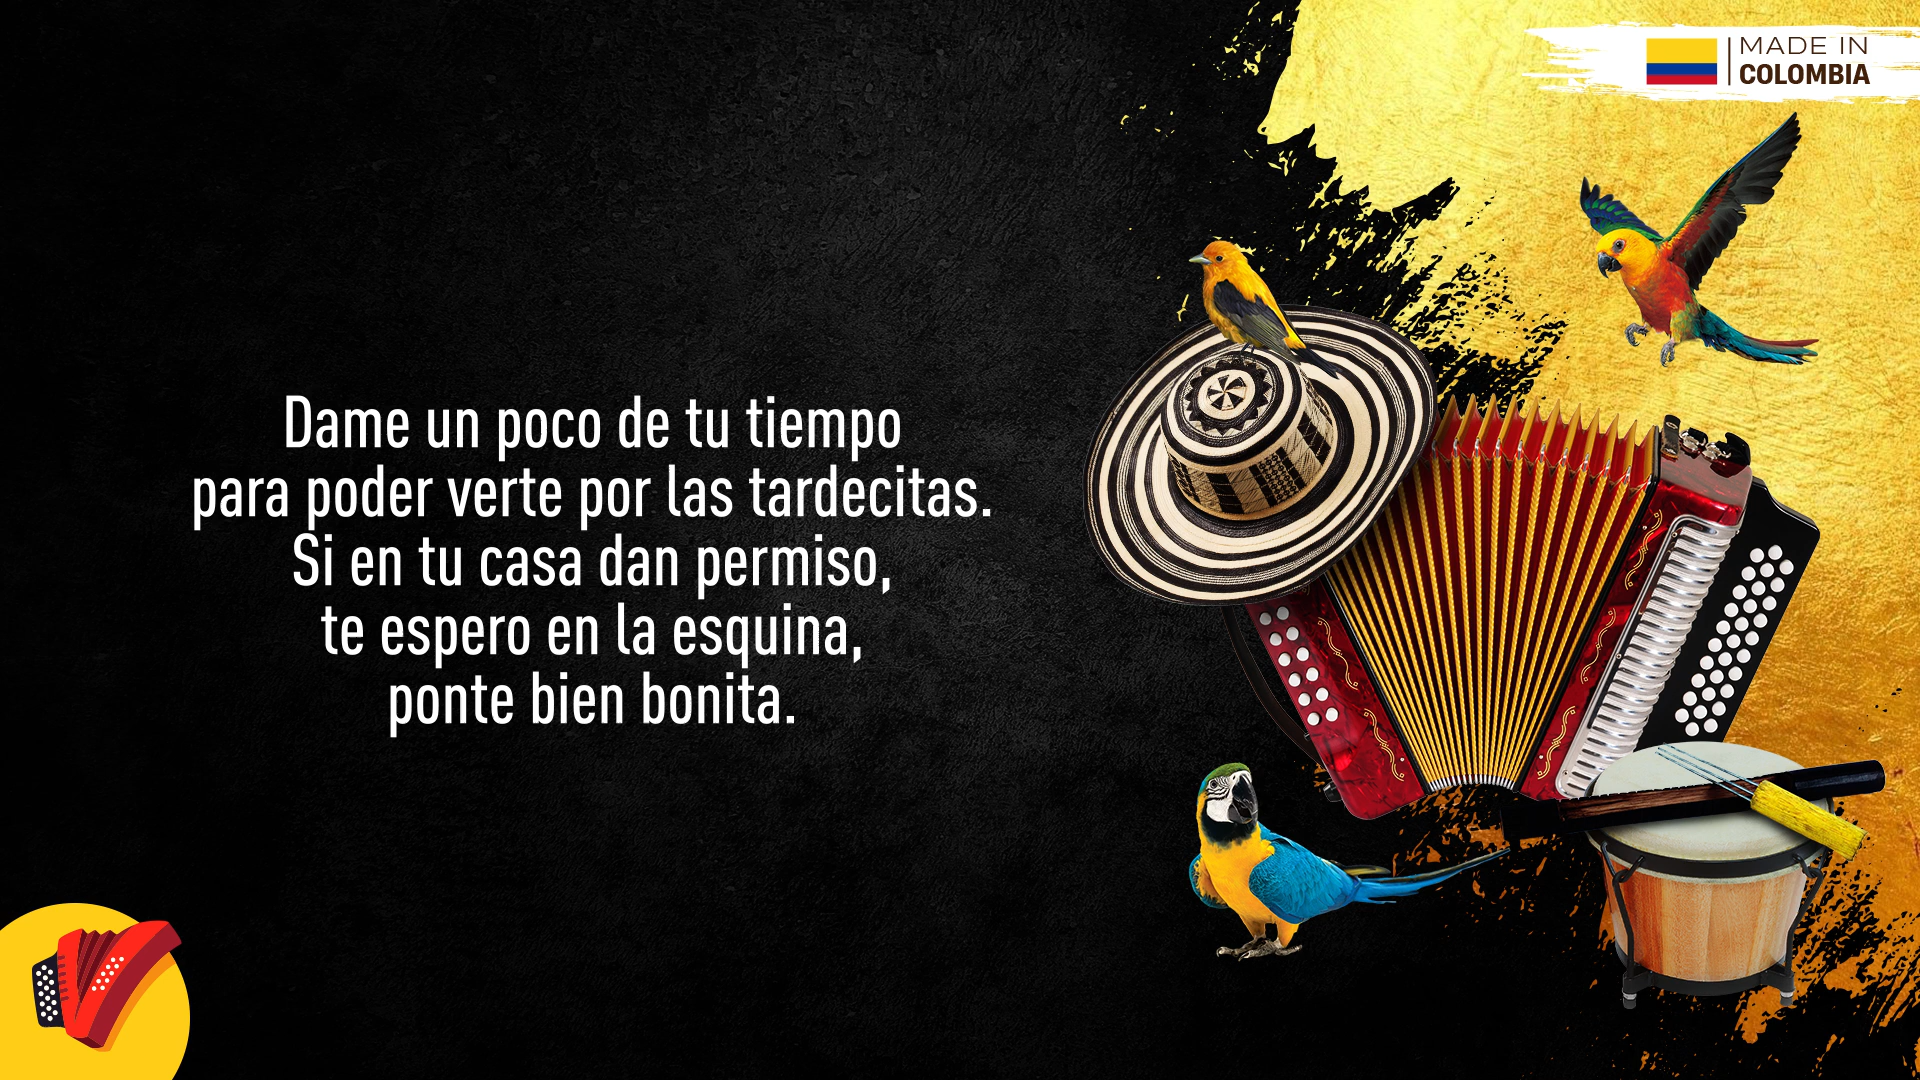 MADE IN
COLOMBIA
Dame un poco de tu tiempo
para poder verte por las tardecitas.
Si en tu casa dan permiso,
te espero en la esquina,
ponte bien bonita.